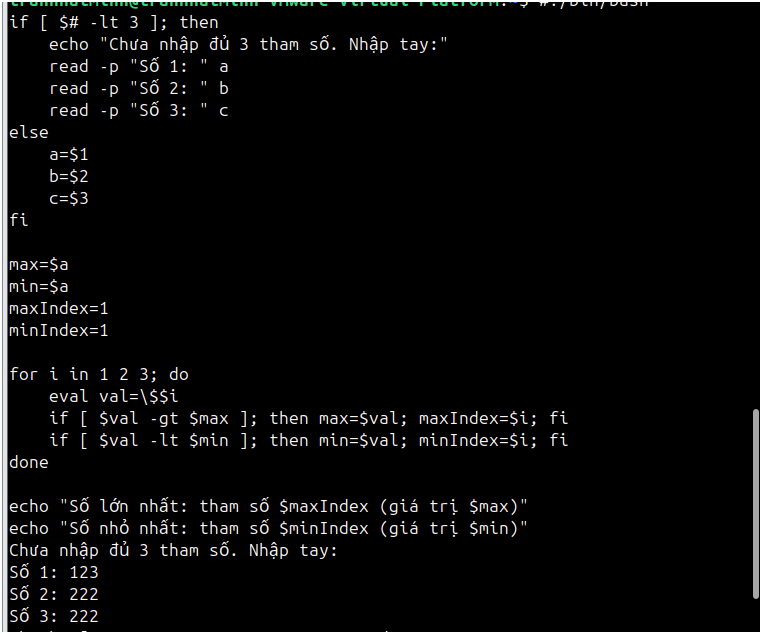 if [ $# -lt 3 ]; then
    echo "Chưa nhập đủ 3 tham số. Nhập tay:"
    read -p "Số 1: " a
    read -p "Số 2: " b
    read -p "Số 3: " c
else
    a=$1
    b=$2
    c=$3
fi

max=$a
min=$a
maxIndex=1
minIndex=1

for i in 1 2 3; do
    eval val=\$$i
    if [ $val -gt $max ]; then max=$val; maxIndex=$i; fi
    if [ $val -lt $min ]; then min=$val; minIndex=$i; fi
done

echo "Số lớn nhất: tham số $maxIndex (giá trị $max)"
echo "Số nhỏ nhất: tham số $minIndex (giá trị $min)"
Chưa nhập đủ 3 tham số. Nhập tay:
Số 1: 123
Số 2: 222
Số 3: 222